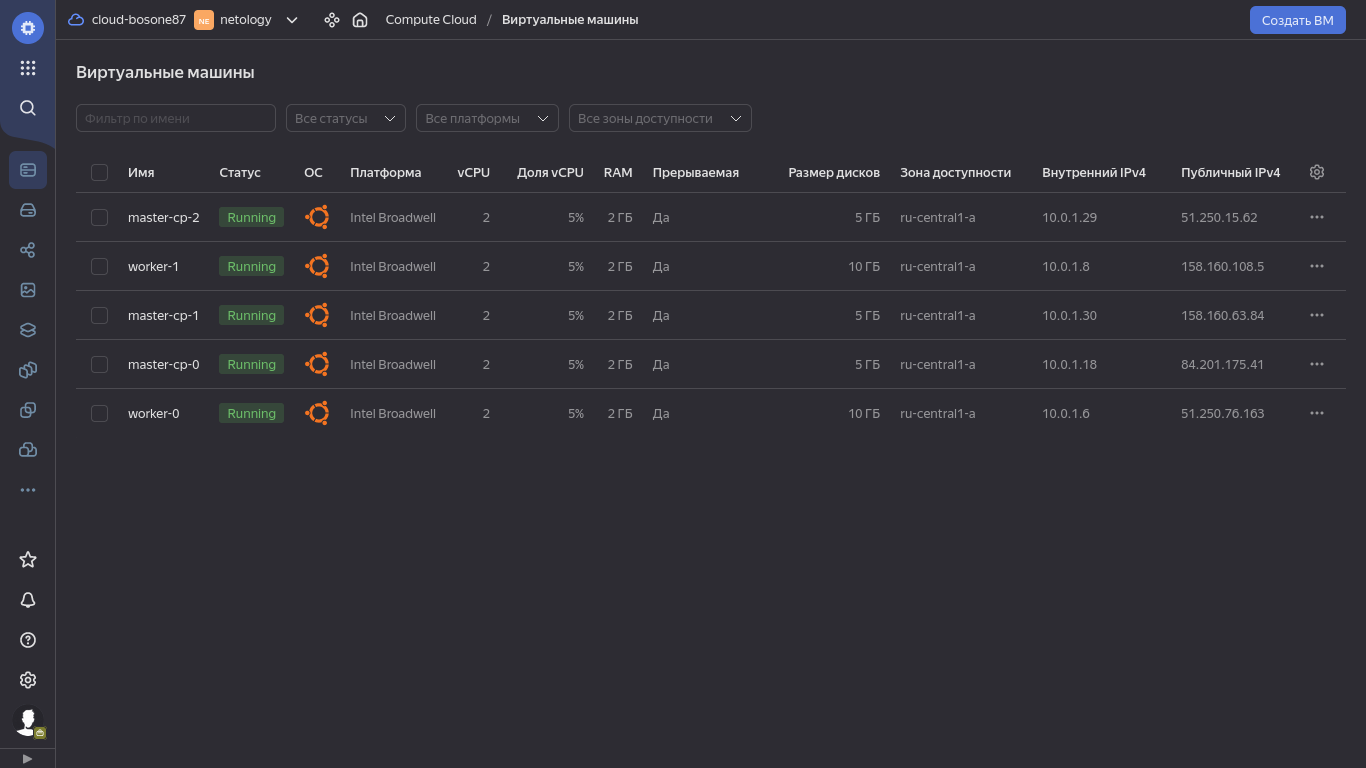 cloud-bosone87 NE netology Compute Cloud / Виртуальные машины Создать ВМ
Виртуальные машины
Фильтр по имени Все статусы Все платформы Все зоны доступности
Имя Статус ОС Платформа vCPU Доля vCPU RAM Прерываемая Размер дисков Зона доступности Внутренний IPv4 Публичный IPv4
master-cp-2 Running Intel Broadwell 2 5% 2 ГБ Да 5 ГБ ru-central1-a 10.0.1.29 51.250.15.62
worker-1 Running Intel Broadwell 2 5% 2 ГБ Да 10 ГБ ru-central1-a 10.0.1.8 158.160.108.5
master-cp-1 Running Intel Broadwell 2 5% 2 ГБ Да 5 ГБ ru-central1-a 10.0.1.30 158.160.63.84
master-cp-0 Running Intel Broadwell 2 5% 2 ГБ Да 5 ГБ ru-central1-a 10.0.1.18 84.201.175.41
worker-0 Running Intel Broadwell 2 5% 2 ГБ Да 10 ГБ ru-central1-a 10.0.1.6 51.250.76.163